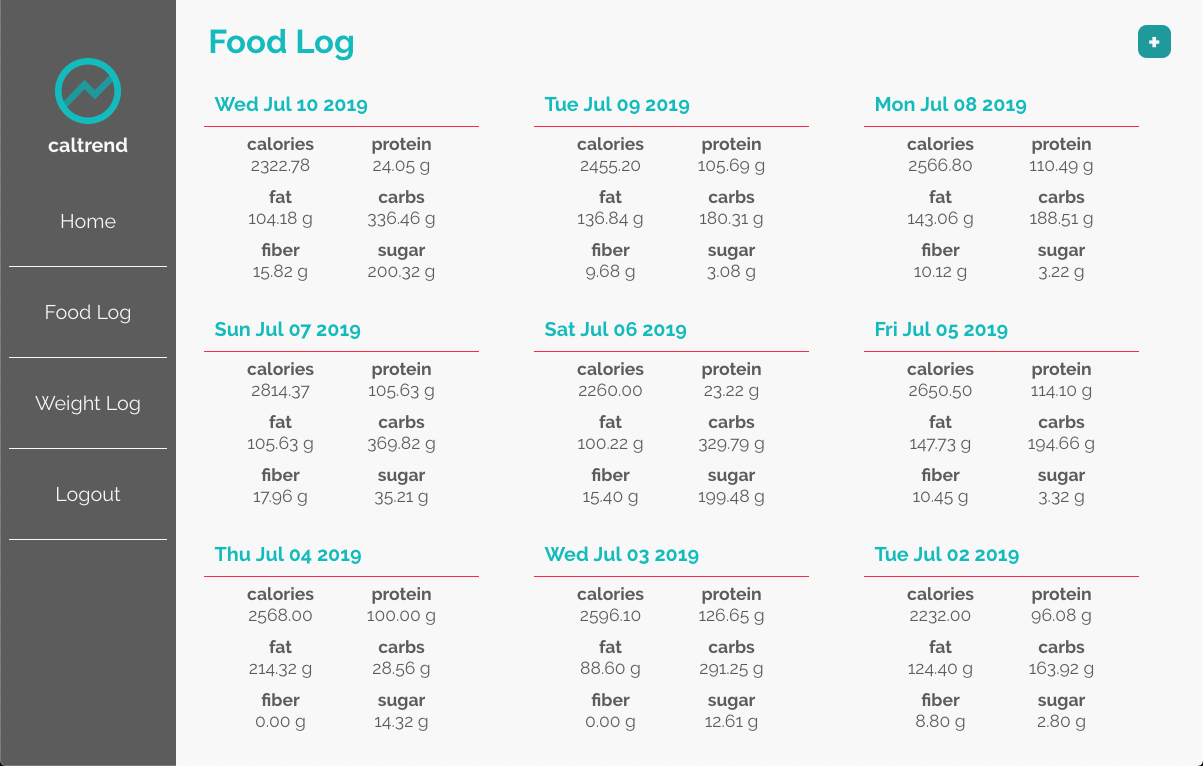 caltrend
Home
Food Log
Weight Log
Logout
Food Log
+
Wed Jul 10 2019
calories protein
2322.78 24.05 g
fat carbs
104.18 g 336.46 g
fiber sugar
15.82 g 200.32 g
Tue Jul 09 2019
calories protein
2455.20 105.69 g
fat carbs
136.84 g 180.31 g
fiber sugar
9.68 g 3.08 g
Mon Jul 08 2019
calories protein
2566.80 110.49 g
fat carbs
143.06 g 188.51 g
fiber sugar
10.12 g 3.22 g
Sun Jul 07 2019
calories protein
2814.37 105.63 g
fat carbs
105.63 g 369.82 g
fiber sugar
17.96 g 35.21 g
Sat Jul 06 2019
calories protein
2260.00 23.22 g
fat carbs
100.22 g 329.79 g
fiber sugar
15.40 g 199.48 g
Fri Jul 05 2019
calories protein
2650.50 114.10 g
fat carbs
147.73 g 194.66 g
fiber sugar
10.45 g 3.32 g
Thu Jul 04 2019
calories protein
2568.00 100.00 g
fat carbs
214.32 g 28.56 g
fiber sugar
0.00 g 14.32 g
Wed Jul 03 2019
calories protein
2596.10 126.65 g
fat carbs
88.60 g 291.25 g
fiber sugar
0.00 g 12.61 g
Tue Jul 02 2019
calories protein
2232.00 96.08 g
fat carbs
124.40 g 163.92 g
fiber sugar
8.80 g 2.80 g